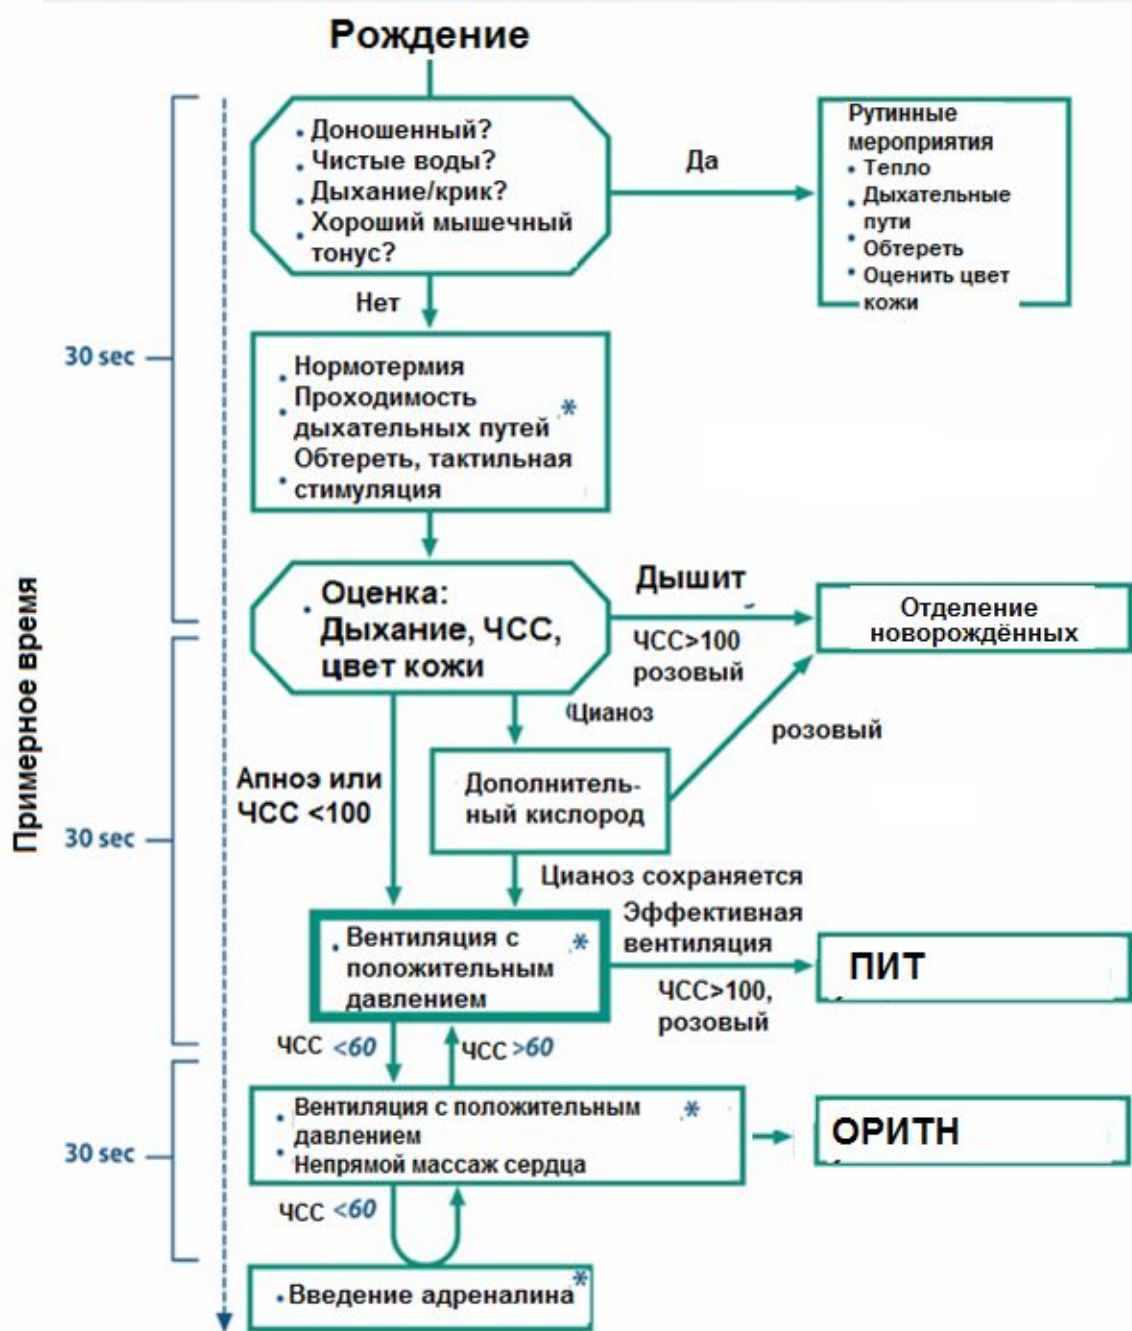 Рождение
• Доношенный?
• Чистые воды?
• Дыхание/крик?
Хороший мышечный
• тонус?
Да
Рутинные
мероприятия
• Тепло
• Дыхательные
пути
• Обтереть
• Оценить цвет
кожи
Нет
30 sec
• Нормотермия
• Проходимость
дыхательных путей *
Обтереть, тактильная
• стимуляция
Примерное время
• Оценка:
Дыхание, ЧСС,
цвет кожи
Дышит
ЧСС>100
розовый
Отделение
новорождённых
Цианоз
розовый
Апноэ или
ЧСС <100
Дополнитель-
ный кислород
30 sec
Цианоз сохраняется
Эффективная
вентиляция
• Вентиляция с *
положительным
давлением
ПИТ
ЧСС>100,
розовый
ЧСС <60
ЧСС >60
30 sec
• Вентиляция с положительным *
давлением
• Непрямой массаж сердца
ОРИТН
ЧСС <60
• Введение адреналина *